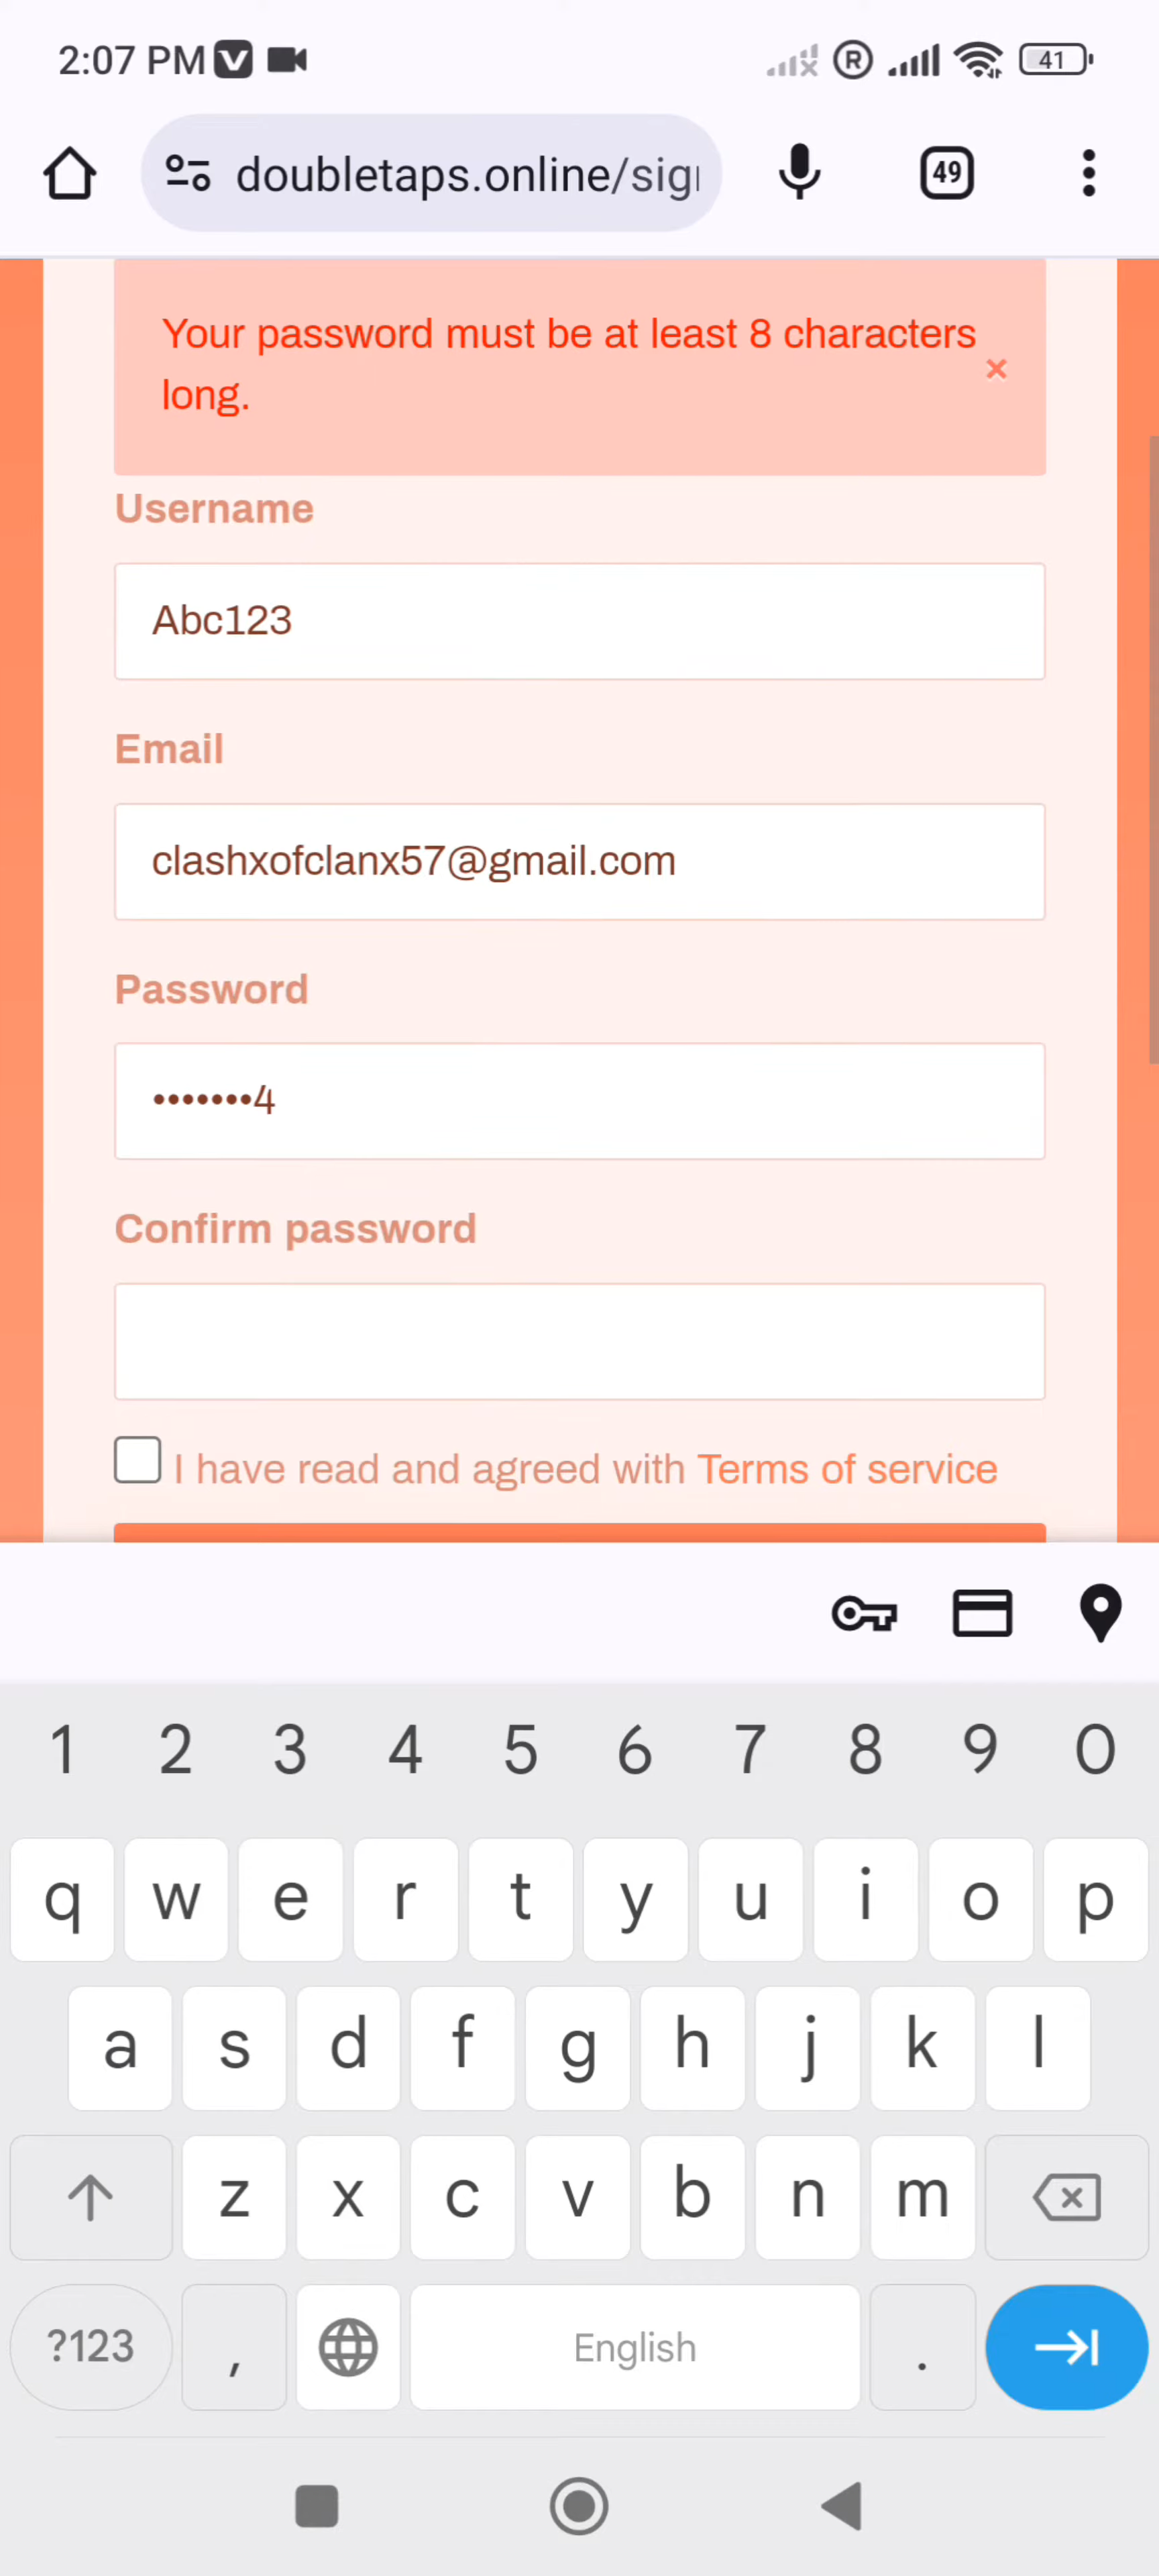 2:07 PM
R
41
doubletaps.online/sig
49
Your password must be at least 8 characters
long.
Username
Abc123
Email
clashxofclanx57@gmail.com
Password
•••••••4
Confirm password
I have read and agreed with Terms of service
1 2 3 4 5 6 7 8 9 0
q w e r t y u i o p
a s d f g h j k l
z x c v b n m
?123 , English .